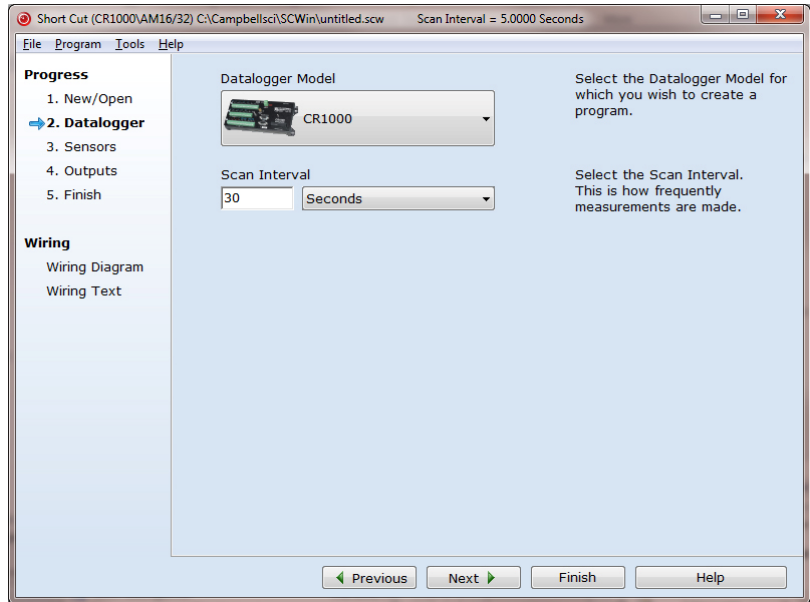 Short Cut (CR1000\AM16/32) C:\Campbellsci\SCWin\untitled.scw Scan Interval = 5.0000 Seconds
File Program Tools Help
Progress
1. New/Open
2. Datalogger
3. Sensors
4. Outputs
5. Finish
Wiring
Wiring Diagram
Wiring Text
Datalogger Model
CR1000
Select the Datalogger Model for
which you wish to create a
program.
Scan Interval
30 Seconds
Select the Scan Interval.
This is how frequently
measurements are made.
Previous Next Finish Help